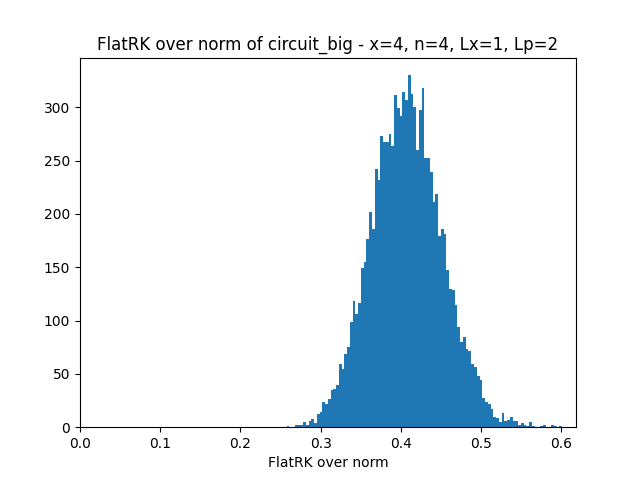 FlatRK over norm of circuit_big - x=4, n=4, Lx=1, Lp=2
300
250
200
150
100
50
0
0.0 0.1 0.2 0.3 0.4 0.5 0.6
FlatRK over norm